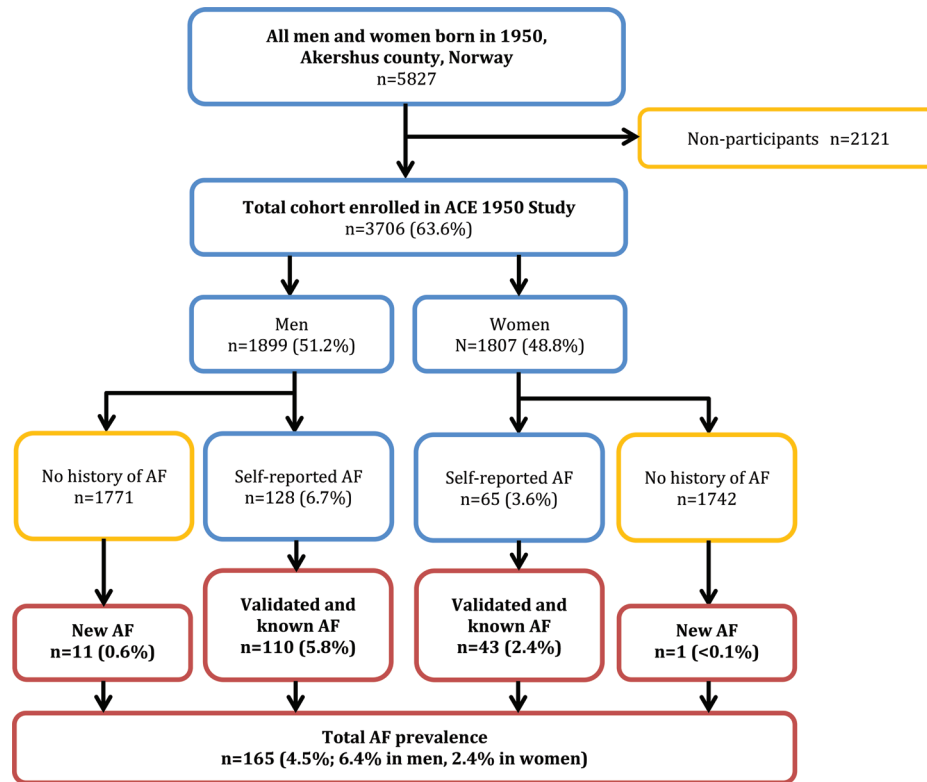 All men and women born in 1950,
Akershus county, Norway
n=5827
Non-participants n=2121
Total cohort enrolled in ACE 1950 Study
n=3706 (63.6%)
Men
n=1899 (51.2%)
Women
N=1807 (48.8%)
No history of AF
n=1771
Self-reported AF
n=128 (6.7%)
Self-reported AF
n=65 (3.6%)
No history of AF
n=1742
New AF
n=11 (0.6%)
Validated and
known AF
n=110 (5.8%)
Validated and
known AF
n=43 (2.4%)
New AF
n=1 (<0.1%)
Total AF prevalence
n=165 (4.5%; 6.4% in men, 2.4% in women)